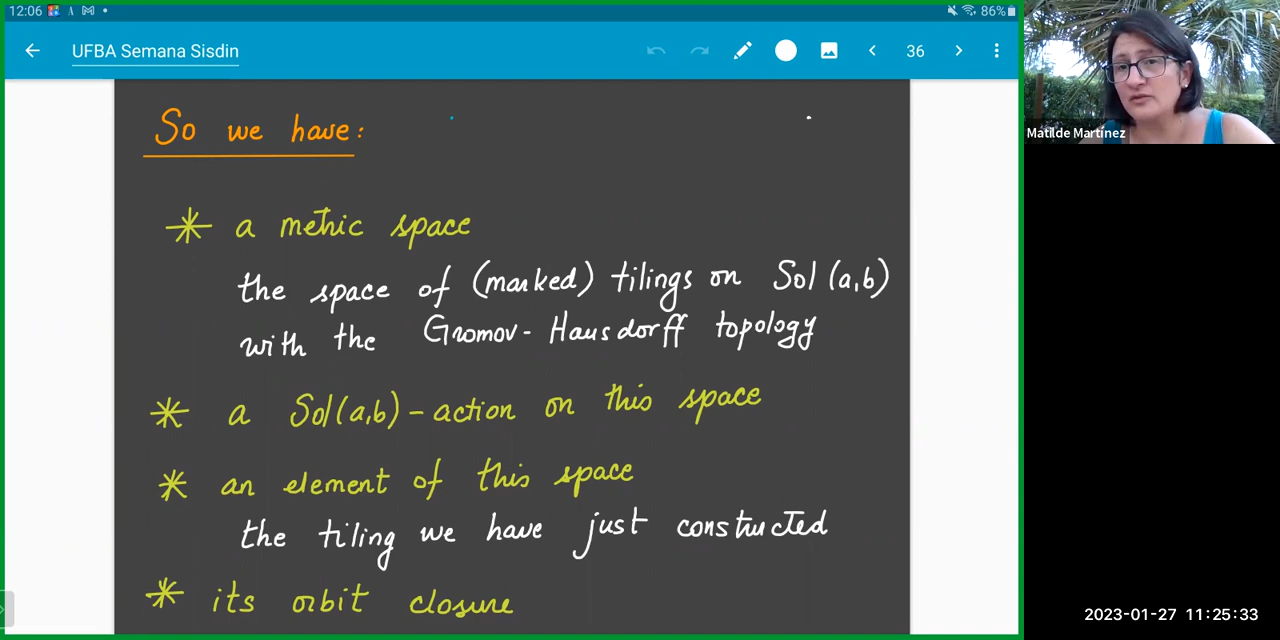 12:06
86%
UFBA Semana Sisdin
36
So we have:
* a metric space
the space of (marked) tilings on Sol(a,b)
with the Gromov-Hausdorff topology
* a Sol(a,b)-action on this space
* an element of this space
the tiling we have just constructed
* its orbit closure
Matilde Martínez
2023-01-27 11:25:33